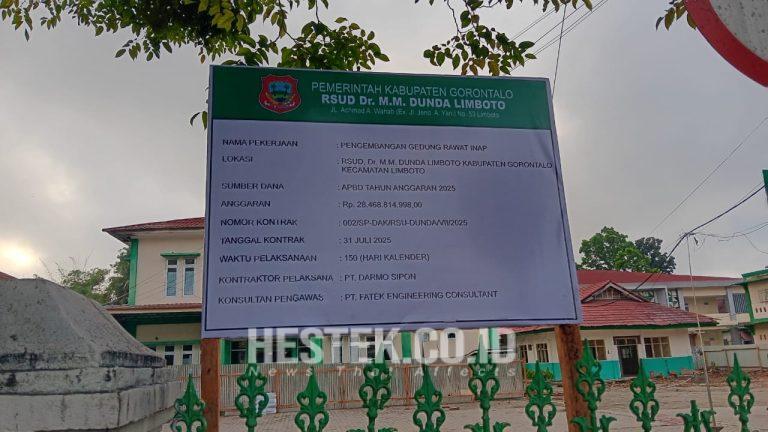 PEMERINTAH KABUPATEN GORONTALO
RSUD Dr. M.M. DUNDA LIMBOTO
JL. Achmad A. Wahab (Ex. Jl. Jend. A. Yani) No. 53 Limboto
NAMA PEKERJAAN : PENGEMBANGAN GEDUNG RAWAT INAP
LOKASI : RSUD, Dr. M.M. DUNDA LIMBOTO KABUPATEN GORONTALO
KECAMATAN LIMBOTO
SUMBER DANA : APBD TAHUN ANGGARAN 2025
ANGGARAN : Rp. 28.468.814.998,00
NOMOR KONTRAK : 002/SP-DAK/RSU-DUNDA/VII/2025
TANGGAL KONTRAK : 31 JULI 2025
WAKTU PELAKSANAAN : 150 (HARI KALENDER)
KONTRAKTOR PELAKSANA : PT. DARMO SIPON
KONSULTAN PENGAWAS : PT. FATEK ENGINEERING CONSULTANT
HESTEK.CO.ID
News That Affects